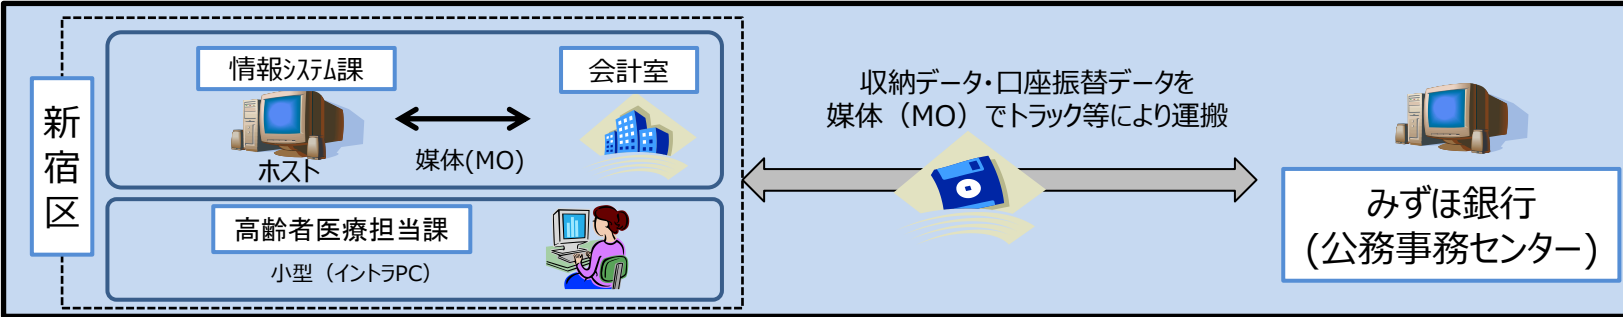 新宿区
情報ｼｽﾃﾑ課
ホスト
媒体(MO)
会計室
高齢者医療担当課
小型（イントラPC）
収納データ・口座振替データを
媒体（MO）でトラック等により運搬
みずほ銀行
(公務事務センター)